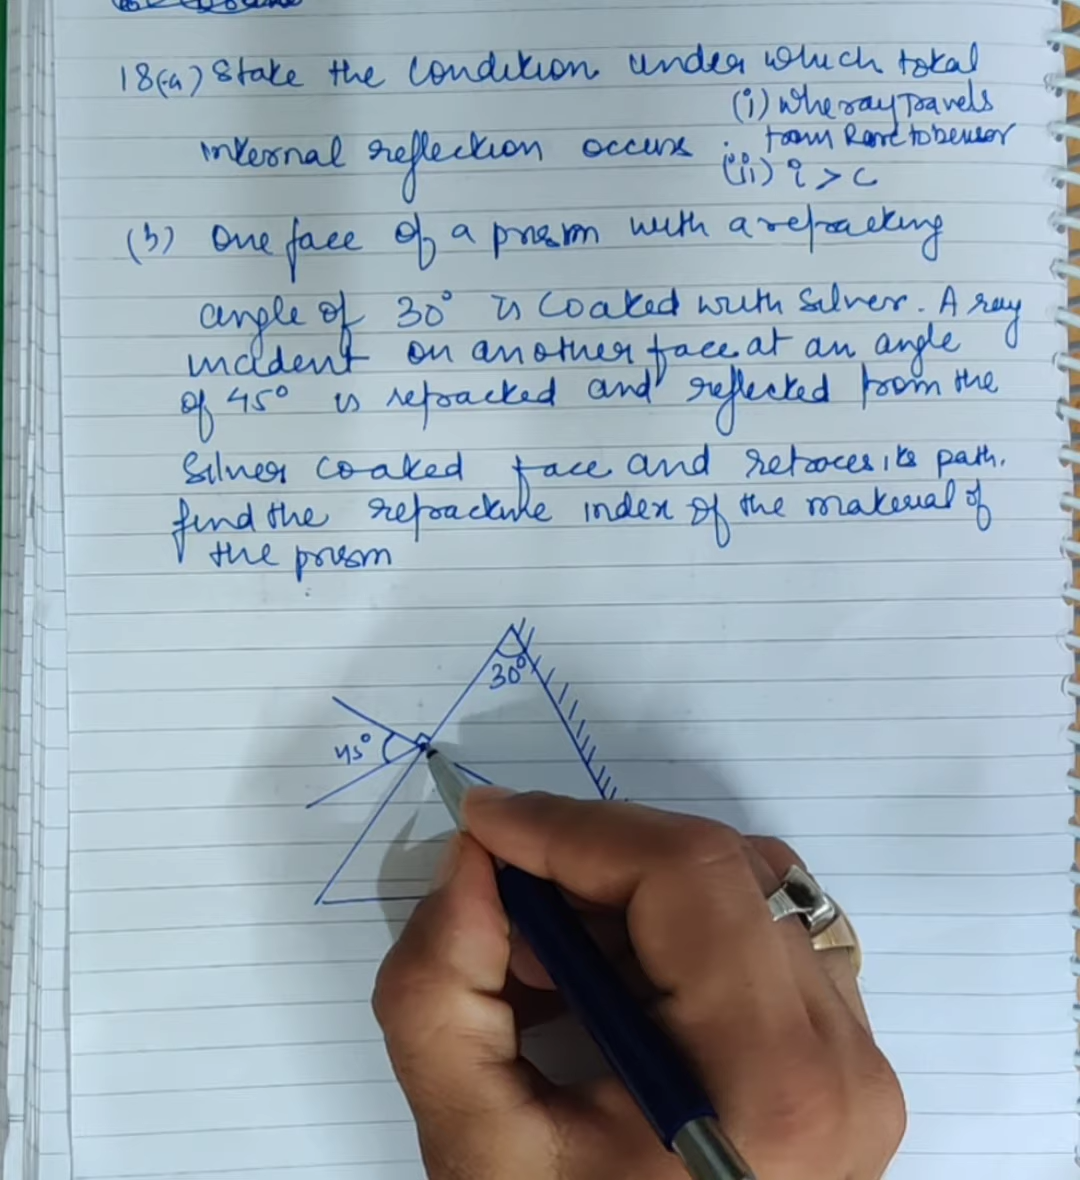 18(a) State the condition under which total
(i) Whe ray Travels
from Rare to Denser
internal reflection occurs.
(ii) i > c
(b) One face of a prism with a refracting
angle of 30° is Coated with Silver. A ray
incident on another face at an angle
of 45° is refracted and reflected from the
Silver coated face and retraces its path.
find the refractive index of the material of
the prism
30°
45°